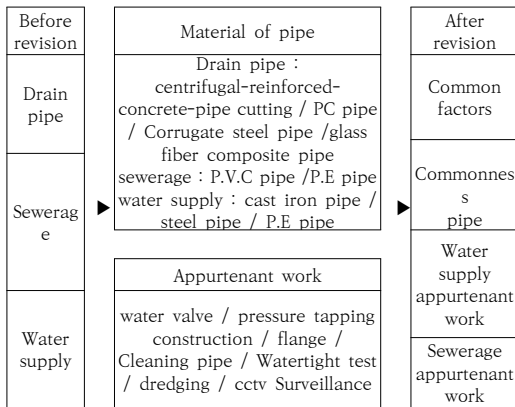 Before
revision
Drain
pipe
Sewerag
e
Water
supply
▶
Material of pipe
Drain pipe :
centrifugal-reinforced-
concrete-pipe cutting / PC pipe
/ Corrugate steel pipe /glass
fiber composite pipe
sewerage : P.V.C pipe /P.E pipe
water supply : cast iron pipe /
steel pipe / P.E pipe
Appurtenant work
water valve / pressure tapping
construction / flange /
Cleaning pipe / Watertight test
/ dredging / cctv Surveillance
▶
After
revision
Common
factors
Commonnes
s
pipe
Water
supply
appurtenant
work
Sewerage
appurtenant
work